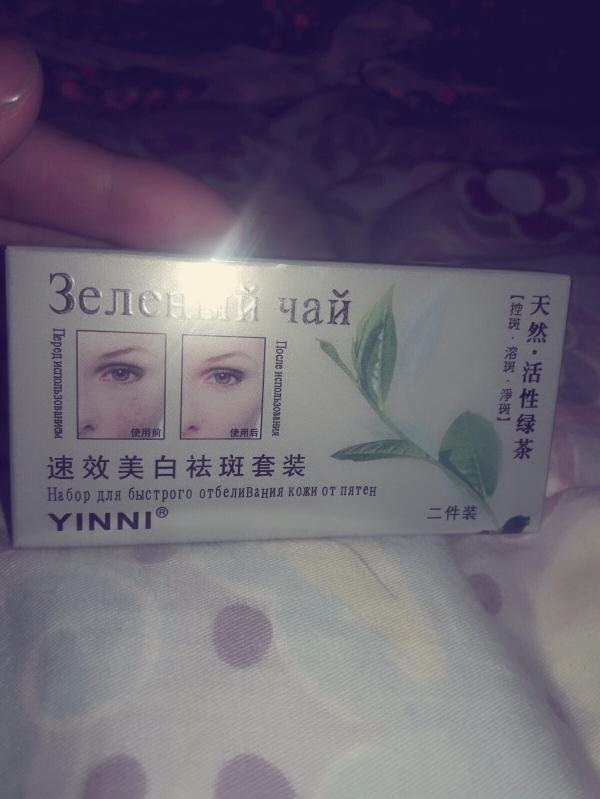 Зеленый чай
Перед использованием
使用前
使用后
После использования
速效美白祛斑套装
Набор для быстрого отбеливания кожи от пятен
YINNI®
天然·活性绿茶
【控斑·溶斑·淨斑】
二件装